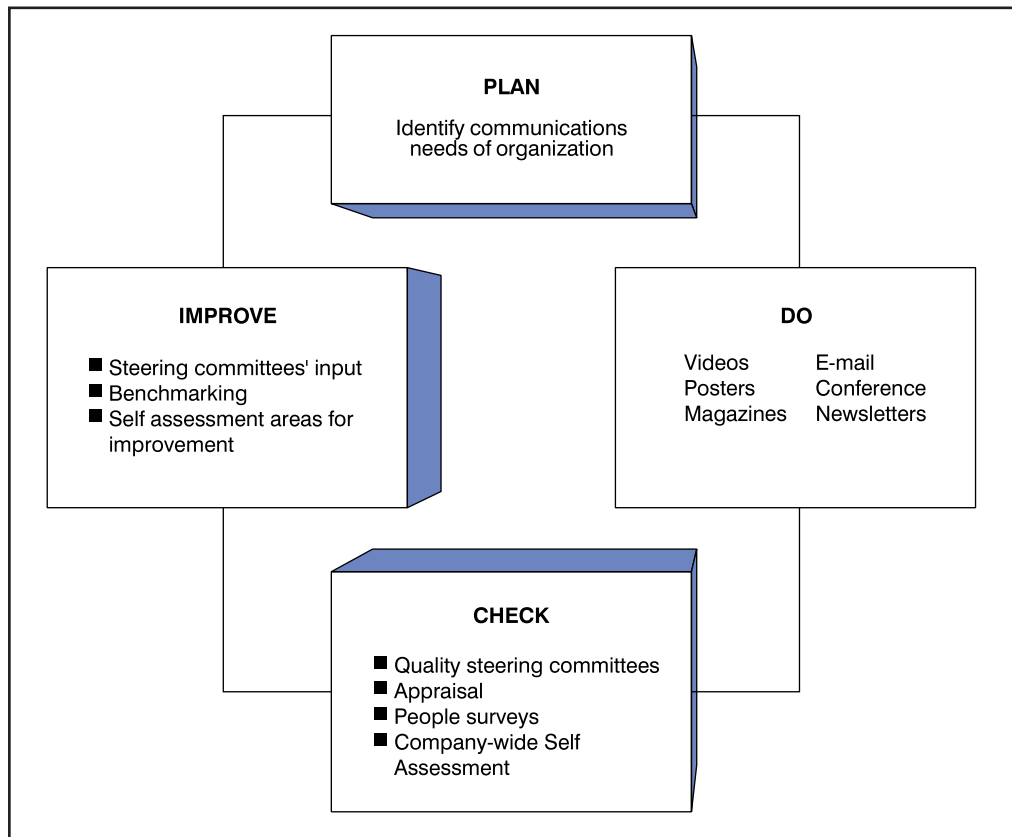 PLAN
Identify communications
needs of organization
IMPROVE
■ Steering committees' input
■ Benchmarking
■ Self assessment areas for
improvement
DO
Videos E-mail
Posters Conference
Magazines Newsletters
CHECK
■ Quality steering committees
■ Appraisal
■ People surveys
■ Company-wide Self
Assessment